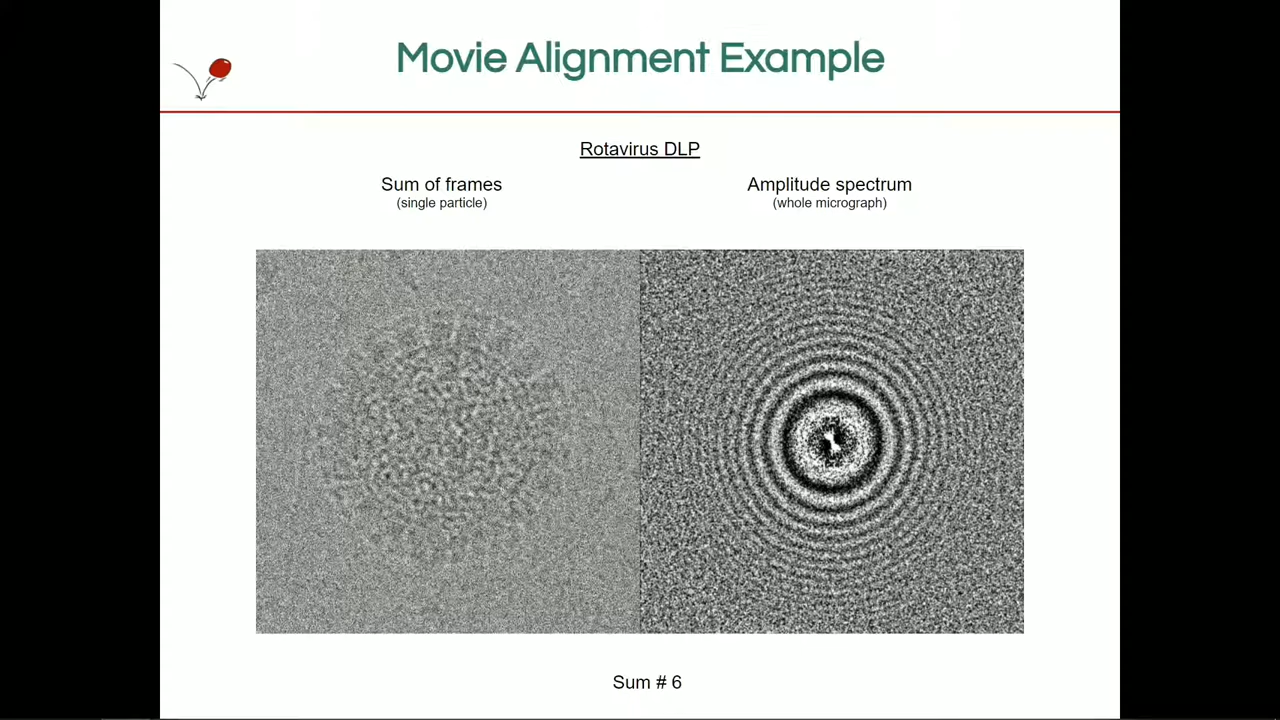 Movie Alignment Example
Rotavirus DLP
Sum of frames
(single particle)
Amplitude spectrum
(whole micrograph)
Sum # 6